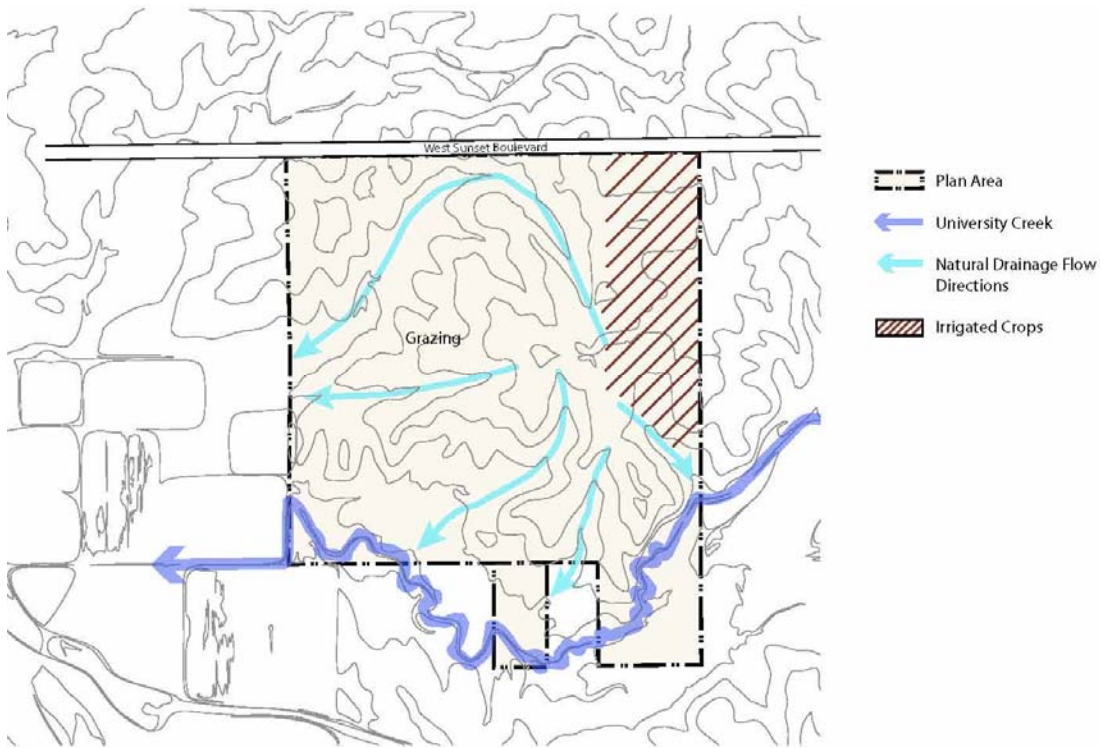 West Sunset Boulevard
Plan Area
University Creek
Natural Drainage Flow
Directions
Irrigated Crops
Grazing